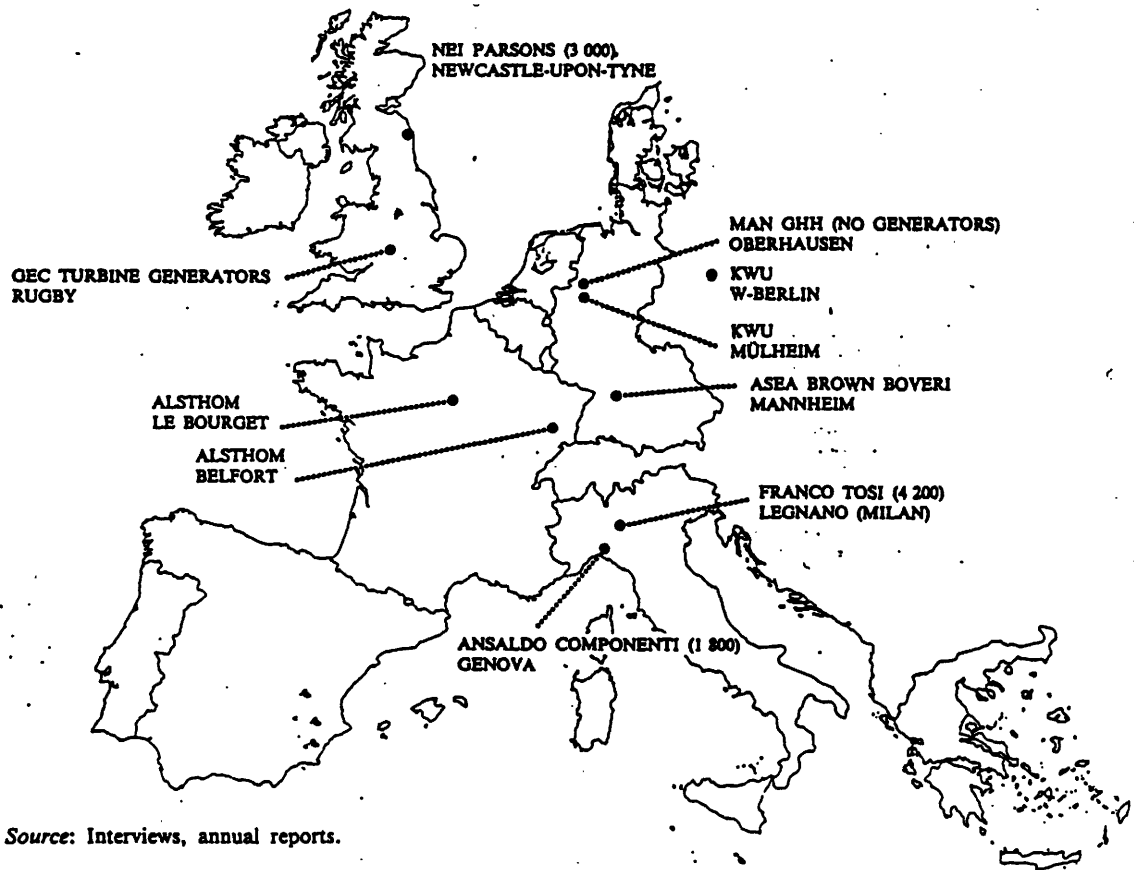 NEI PARSONS (3 000),
NEWCASTLE-UPON-TYNE
MAN GHH (NO GENERATORS)
OBERHAUSEN
GEC TURBINE GENERATORS
RUGBY
KWU
W-BERLIN
KWU
MÜLHEIM
ASEA BROWN BOVERI
MANNHEIM
ALSTHOM
LE BOURGET
ALSTHOM
BELFORT
FRANCO TOSI (4 200)
LEGNANO (MILAN)
ANSALDO COMPONENTI (1 800)
GENOVA
Source: Interviews, annual reports.